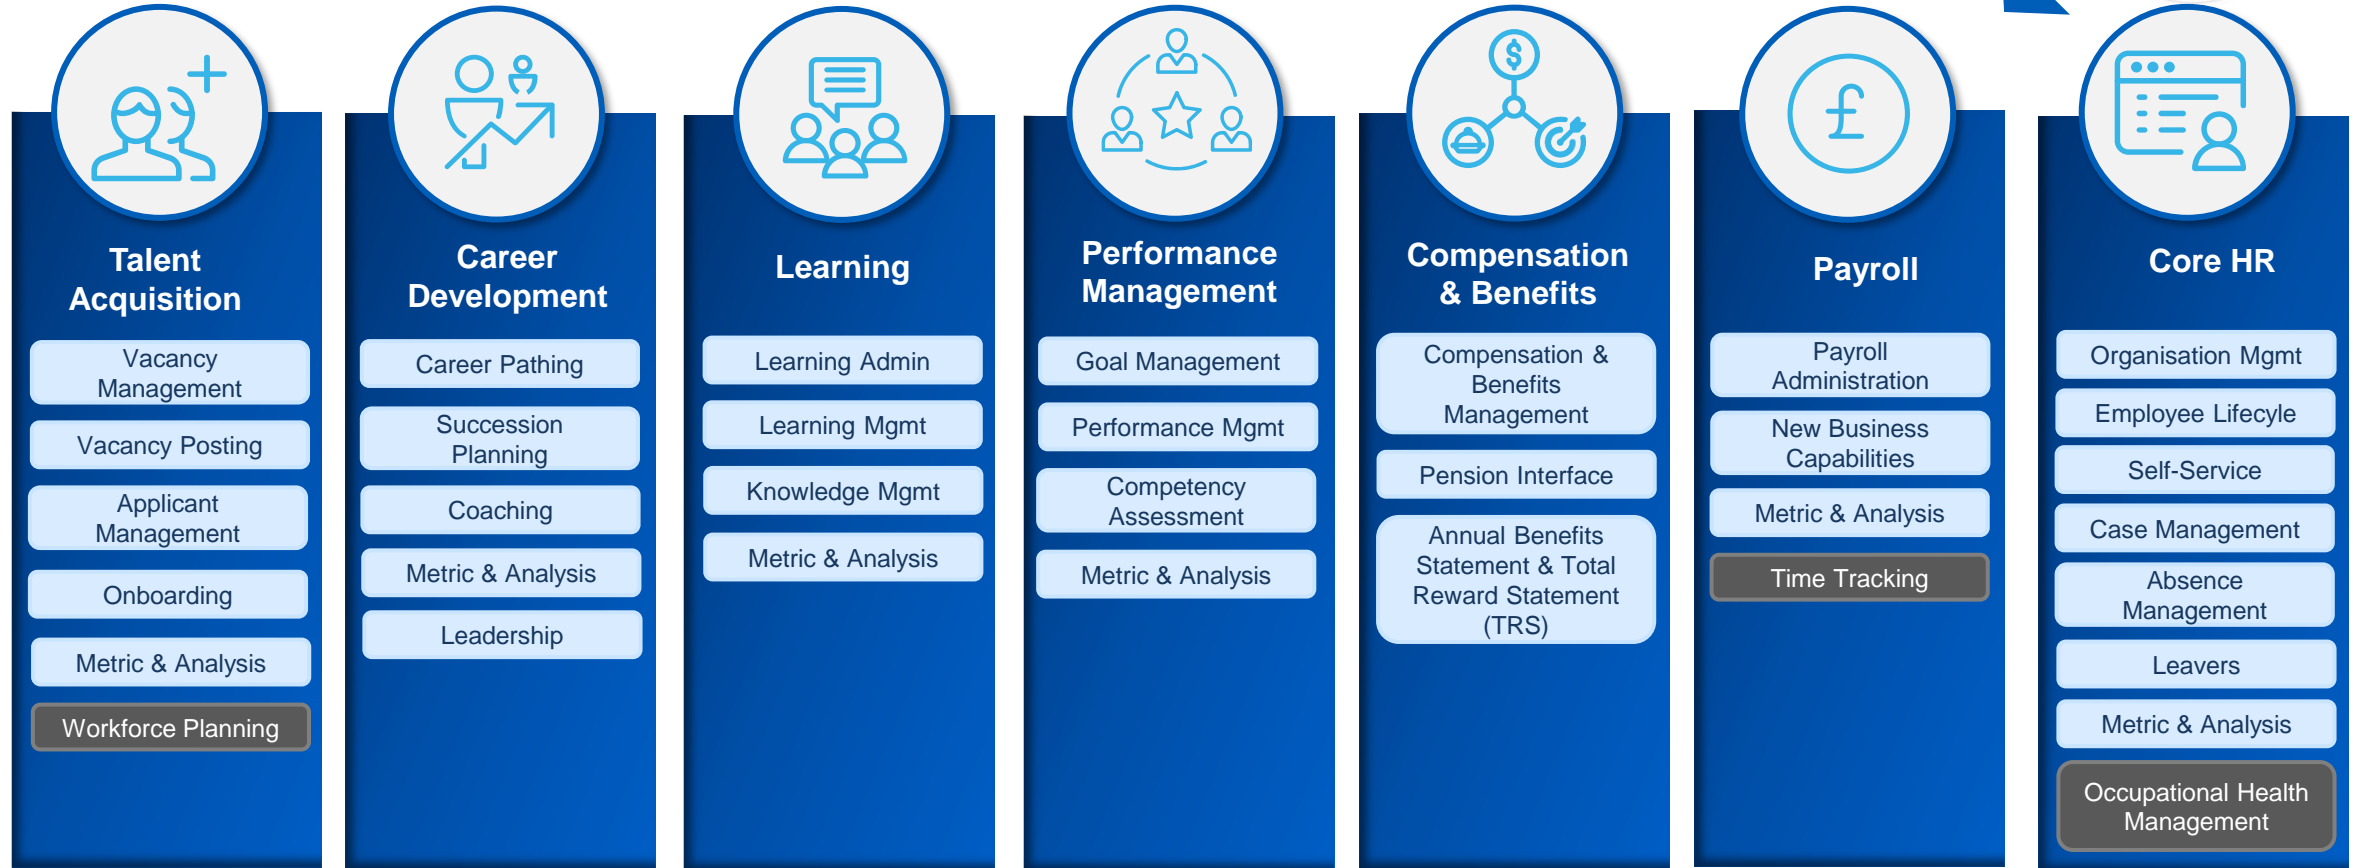 Talent
Acquisition
Vacancy
Management
Vacancy Posting
Applicant
Management
Onboarding
Metric & Analysis
Workforce Planning
Career
Development
Career Pathing
Succession
Planning
Coaching
Metric & Analysis
Leadership
Learning
Learning Admin
Learning Mgmt
Knowledge Mgmt
Metric & Analysis
Performance
Management
Goal Management
Performance Mgmt
Competency
Assessment
Metric & Analysis
$
Compensation
& Benefits
Compensation &
Benefits
Management
Pension Interface
Annual Benefits
Statement & Total
Reward Statement
(TRS)
£
Payroll
Payroll
Administration
New Business
Capabilities
Metric & Analysis
Time Tracking
Core HR
Organisation Mgmt
Employee Lifecyle
Self-Service
Case Management
Absence
Management
Leavers
Metric & Analysis
Occupational Health
Management